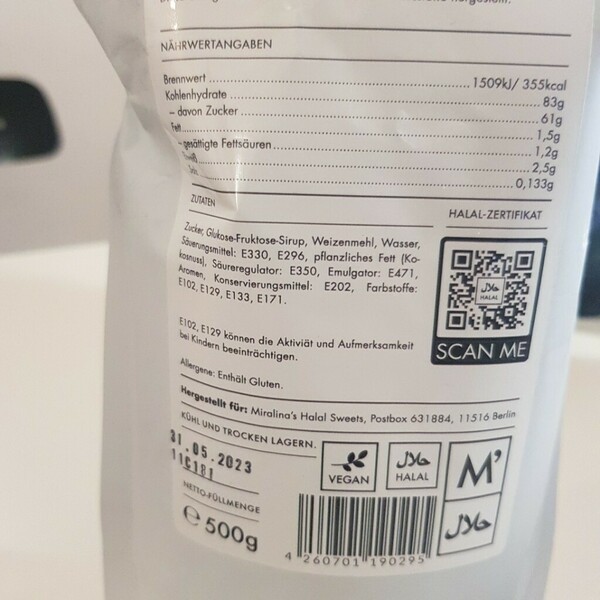 NÄHRWERTANGABEN
Brennwert 1509kJ/ 355kcal
Kohlenhydrate 83g
– davon Zucker 61g
Fett 1,5g
– gesättigte Fettsäuren 1,2g
2,5g
0,133g
ZUTATEN
Zucker, Glukose-Fruktose-Sirup, Weizenmehl, Wasser,
Säuerungsmittel: E330, E296, pflanzliches Fett (Ko-
kosnuss), Säureregulator: E350, Emulgator: E471,
Aromen, Konservierungsmittel: E202, Farbstoffe:
E102, E129, E133, E171.
E102, E129 können die Aktiviät und Aufmerksamkeit
bei Kindern beeinträchtigen.
Allergene: Enthält Gluten.
HALAL-ZERTIFIKAT
حلال
HALAL
SCAN ME
Hergestellt für: Miralina's Halal Sweets, Postbox 631884, 11516 Berlin
KÜHL UND TROCKEN LAGERN.
31.05.2023
11C181
NETTO-FÜLLMENGE
e 500g
VEGAN
حلال
HALAL
M’
حلال
4 260701 190295